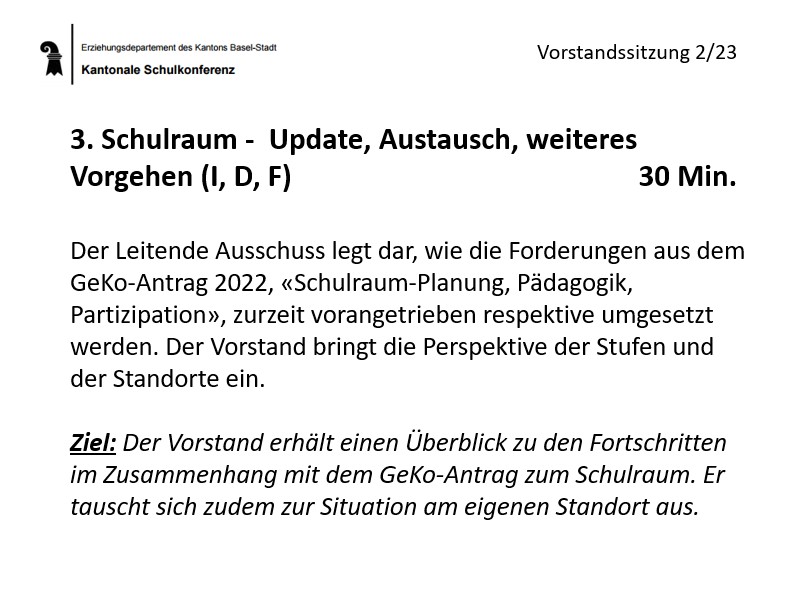 Erziehungsdepartement des Kantons Basel-Stadt
Kantonale Schulkonferenz
Vorstandssitzung 2/23
3. Schulraum - Update, Austausch, weiteres
Vorgehen (I, D, F) 30 Min.
Der Leitende Ausschuss legt dar, wie die Forderungen aus dem
GeKo-Antrag 2022, «Schulraum-Planung, Pädagogik,
Partizipation», zurzeit vorangetrieben respektive umgesetzt
werden. Der Vorstand bringt die Perspektive der Stufen und
der Standorte ein.
Ziel: Der Vorstand erhält einen Überblick zu den Fortschritten
im Zusammenhang mit dem GeKo-Antrag zum Schulraum. Er
tauscht sich zudem zur Situation am eigenen Standort aus.